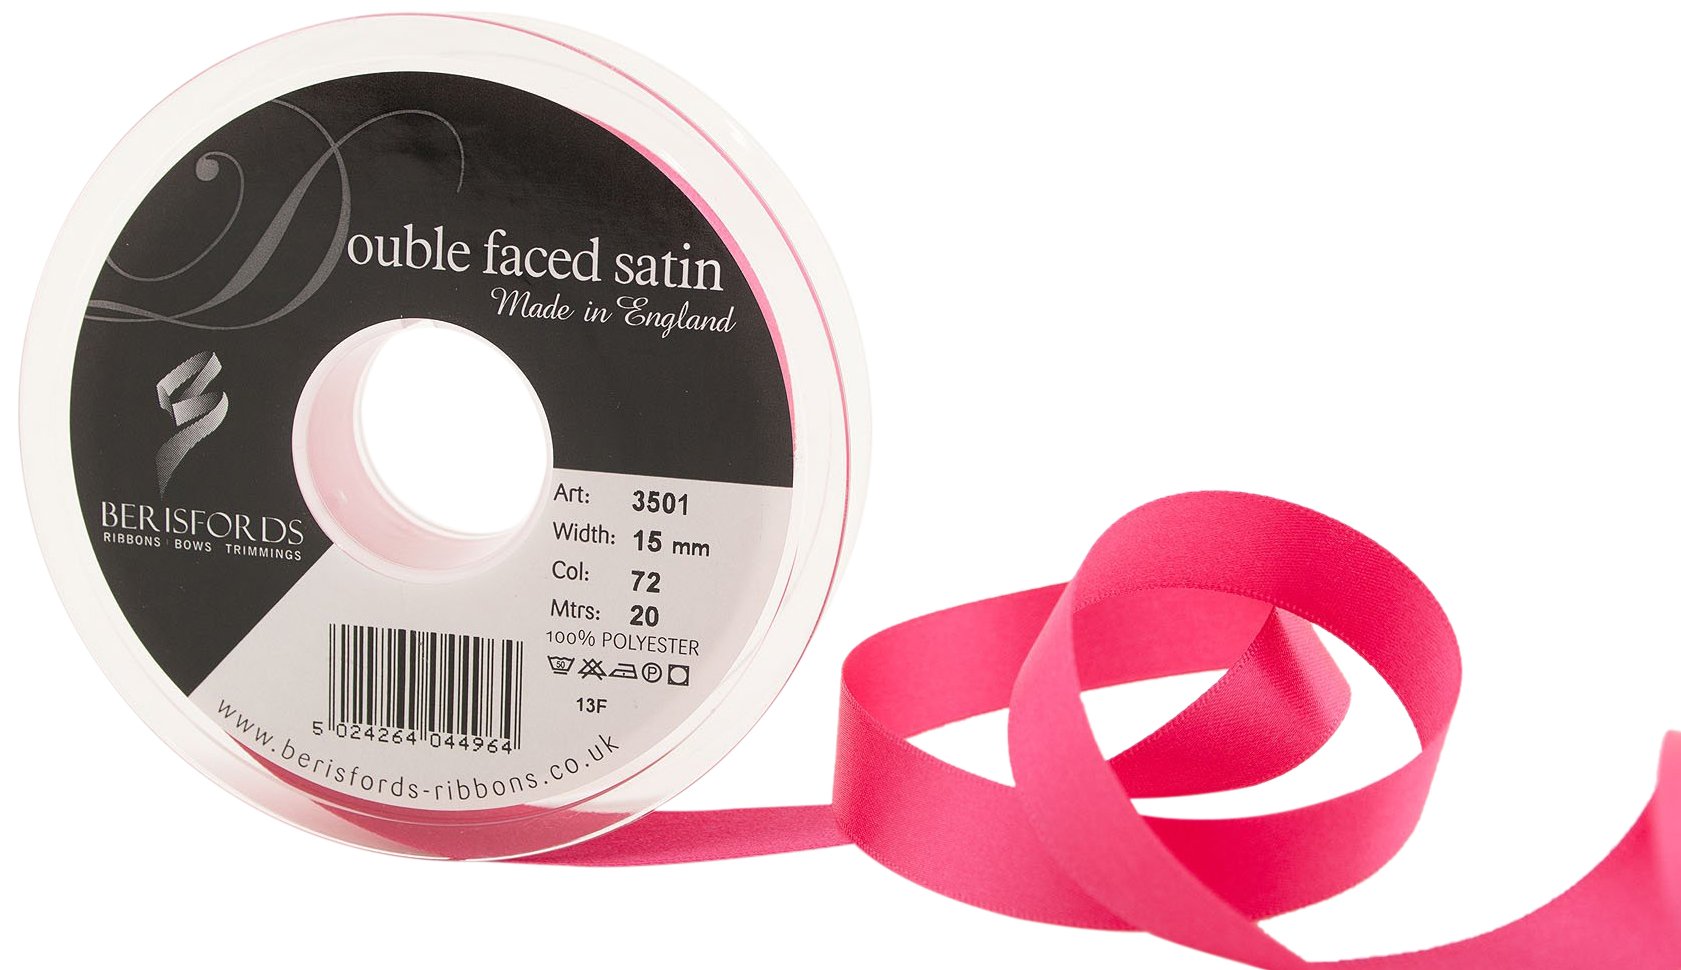 Double faced satin
Made in England
BERISFORDS
RIBBONS BOWS TRIMMINGS
Art: 3501
Width: 15 mm
Col: 72
Mtrs: 20
100% POLYESTER
50 P
13F
5 024264 044964
www.berisfords-ribbons.co.uk